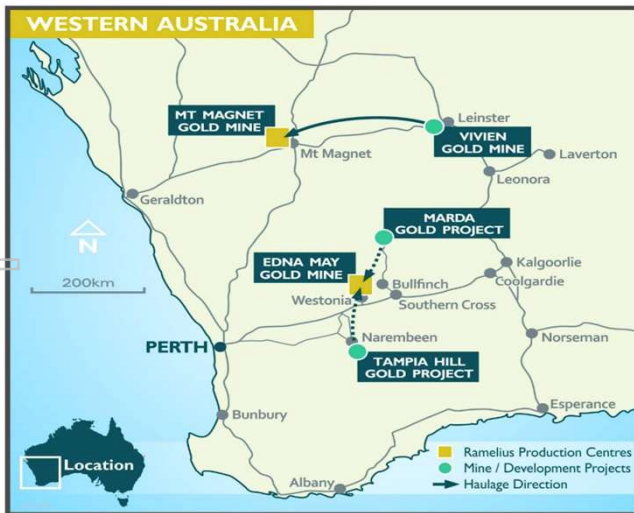 WESTERN AUSTRALIA
MT MAGNET
GOLD MINE
Leinster
VIVIEN
GOLD MINE
Mt Magnet
Laverton
Leonora
Geraldton
MARDA
GOLD PROJECT
N
EDNA MAY
GOLD MINE
Kalgoorlie
Coolgardie
200km
Bullfinch
Westonia
Southern Cross
PERTH
Narembeen
Norseman
TAMPIA HILL
GOLD PROJECT
Bunbury
Esperance
Location
Albany
Ramelius Production Centres
Mine / Development Projects
Haulage Direction